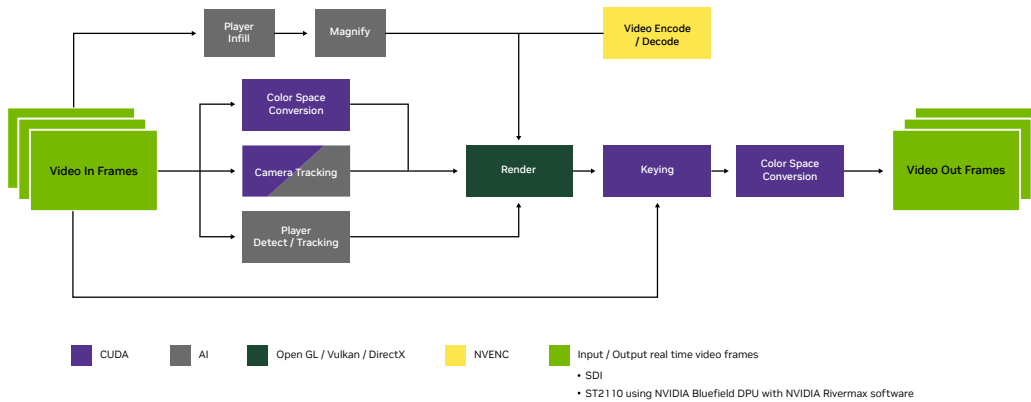 Player
Infill
Magnify
Video Encode
/ Decode
Color Space
Conversion
Video In Frames
Camera Tracking
Render
Keying
Color Space
Conversion
Video Out Frames
Player
Detect / Tracking
CUDA
AI
Open GL / Vulkan / DirectX
NVENC
Input / Output real time video frames
• SDI
• ST2110 using NVIDIA Bluefield DPU with NVIDIA Rivermax software